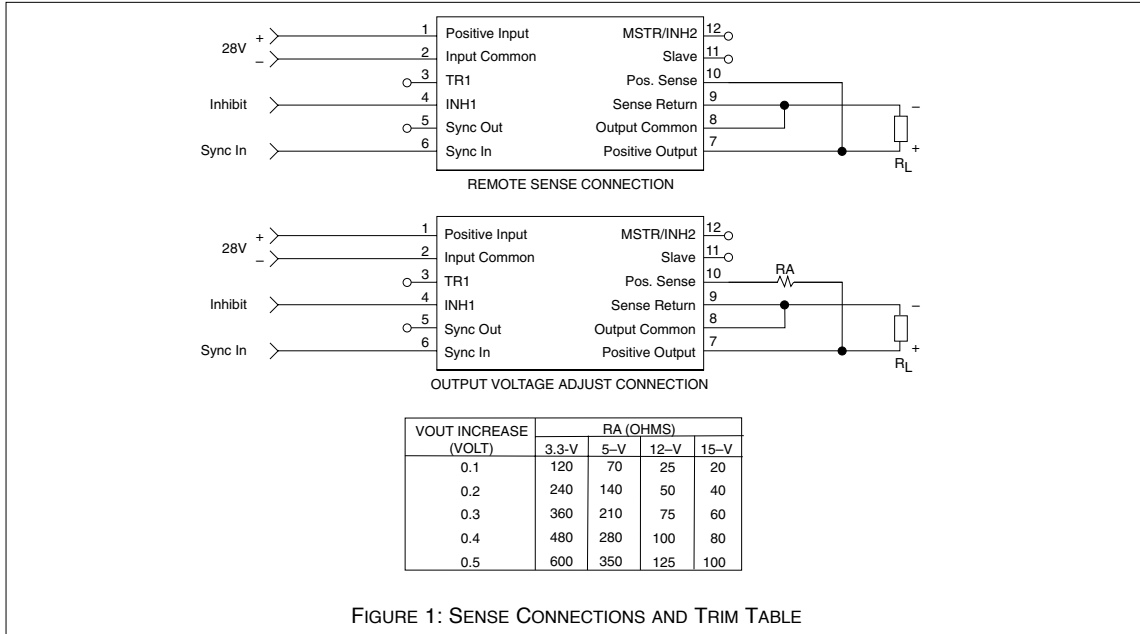 1 Positive Input MSTR/INH2 12
28V + – 2 Input Common Slave 11
3 TR1 Pos. Sense 10
Inhibit 4 INH1 Sense Return 9 –
5 Sync Out Output Common 8
Sync In 6 Sync In Positive Output 7 +
RL
REMOTE SENSE CONNECTION
1 Positive Input MSTR/INH2 12
28V + – 2 Input Common Slave 11
3 TR1 Pos. Sense 10 RA
Inhibit 4 INH1 Sense Return 9 –
5 Sync Out Output Common 8
Sync In 6 Sync In Positive Output 7 +
RL
OUTPUT VOLTAGE ADJUST CONNECTION
VOUT INCREASE RA (OHMS)
(VOLT) 3.3-V 5–V 12–V 15–V
0.1 120 70 25 20
0.2 240 140 50 40
0.3 360 210 75 60
0.4 480 280 100 80
0.5 600 350 125 100
FIGURE 1: SENSE CONNECTIONS AND TRIM TABLE